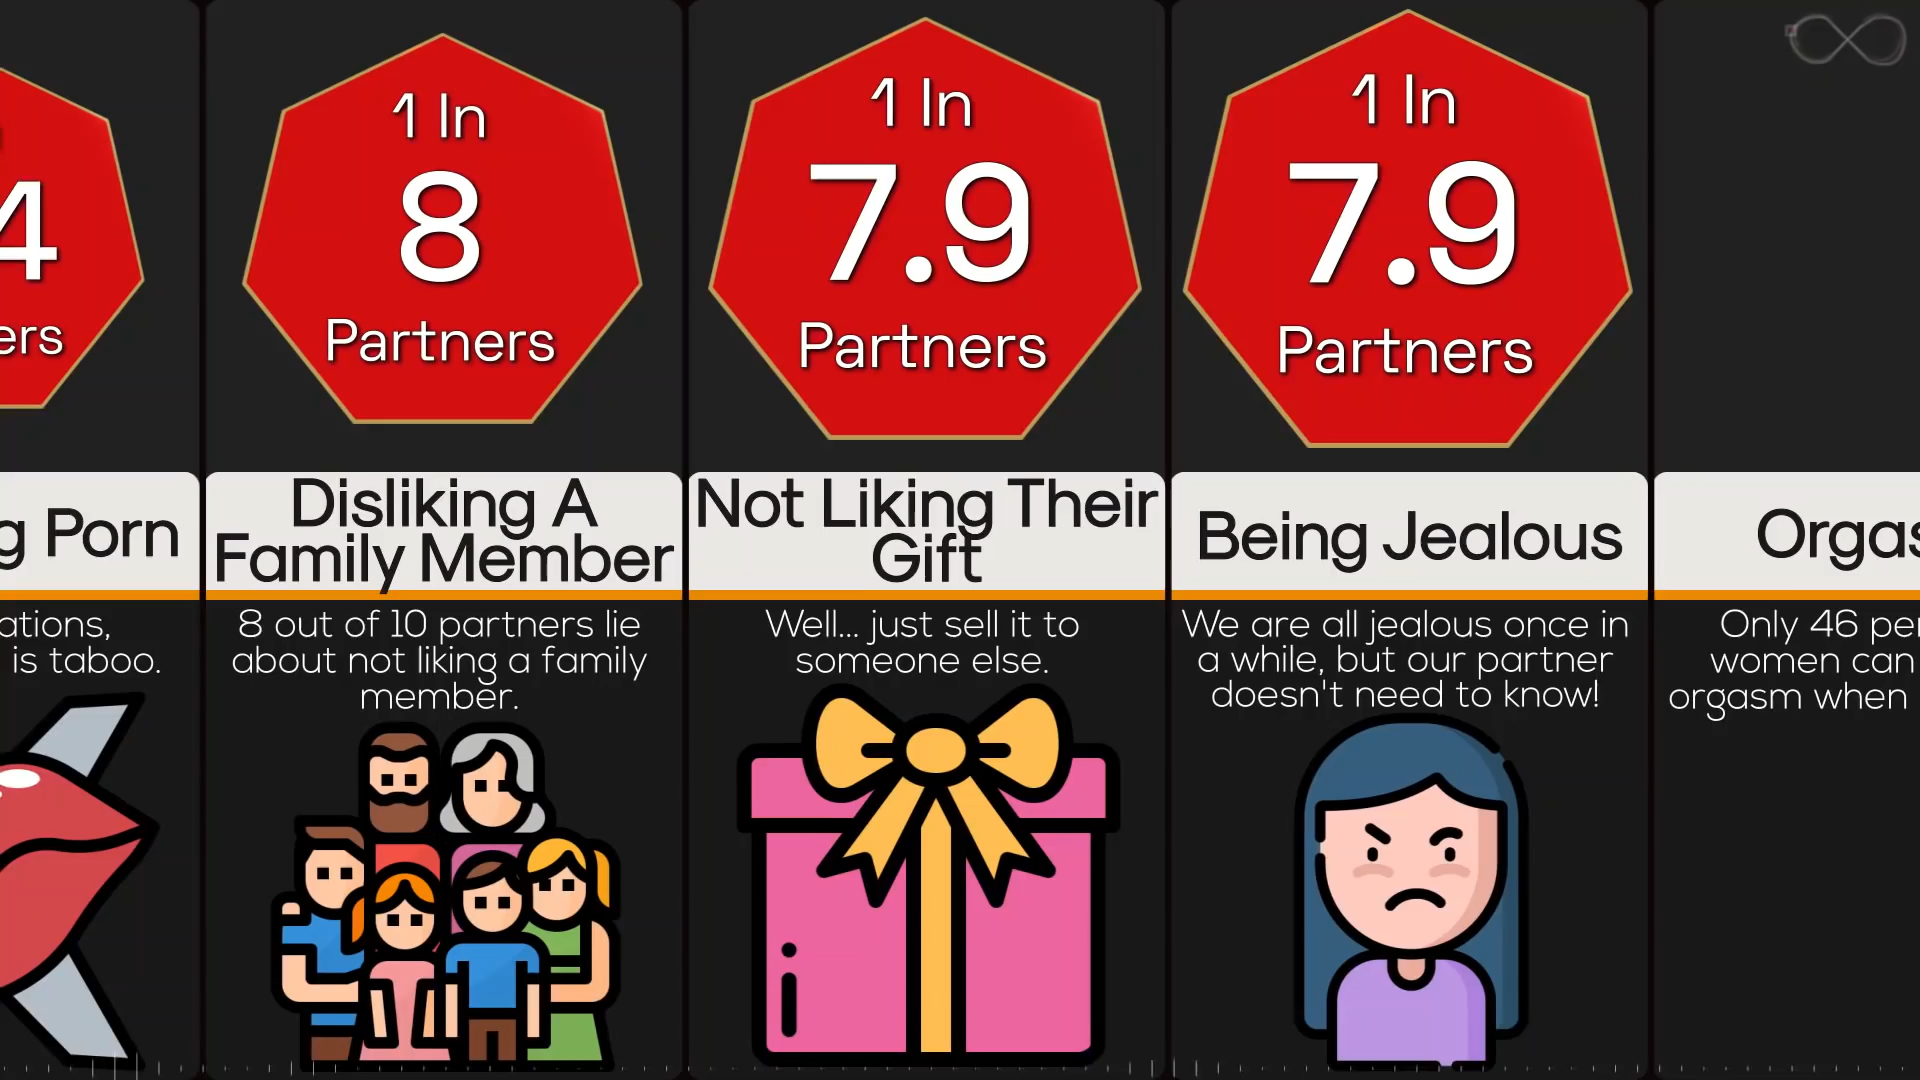 4
ers
g Porn
ations,
is taboo.
1 In
8
Partners
Disliking A
Family Member
8 out of 10 partners lie
about not liking a family
member.
1 In
7.9
Partners
Not Liking Their
Gift
Well... just sell it to
someone else.
1 In
7.9
Partners
Being Jealous
We are all jealous once in
a while, but our partner
doesn't need to know!
Orgas
Only 46 per
women can
orgasm when